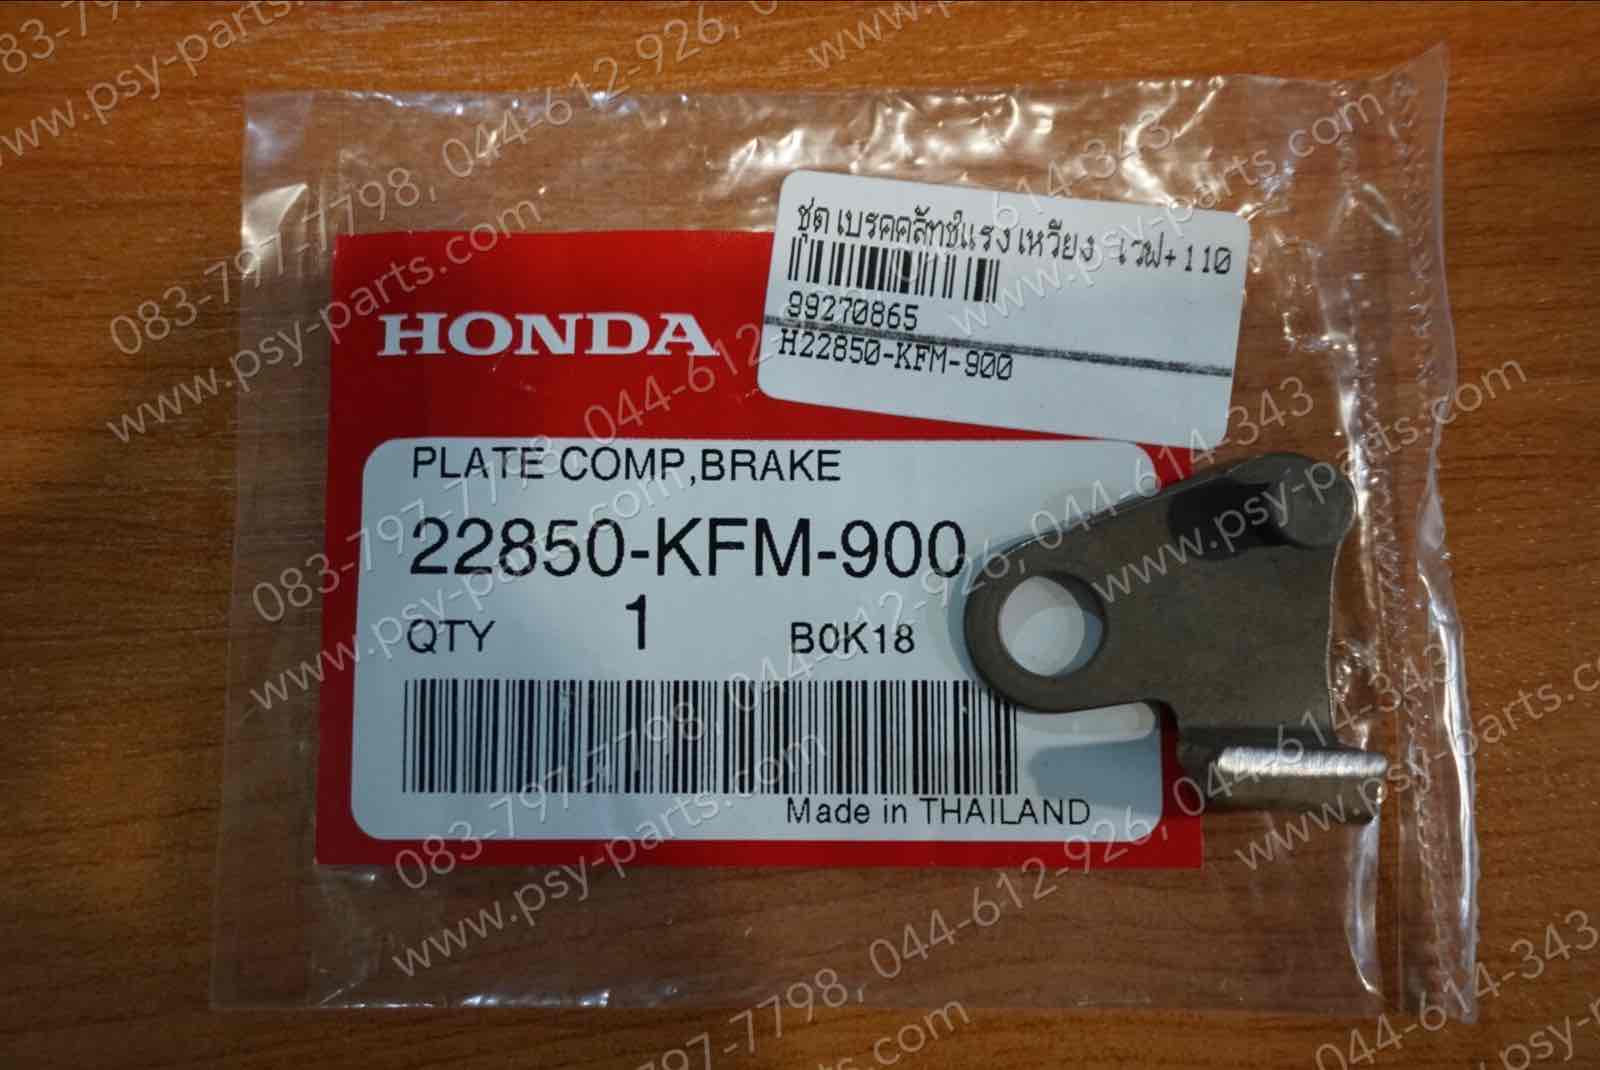 ชุดเบรคคลัทช์แรงเหวี่ยง เวฟ+110
99270865
H22850-KFM-900
HONDA
PLATE COMP,BRAKE
22850-KFM-900
QTY 1 B0K18
Made in THAILAND
083-797-7798, 044-612-926, 044-614-343
www.psy-parts.com